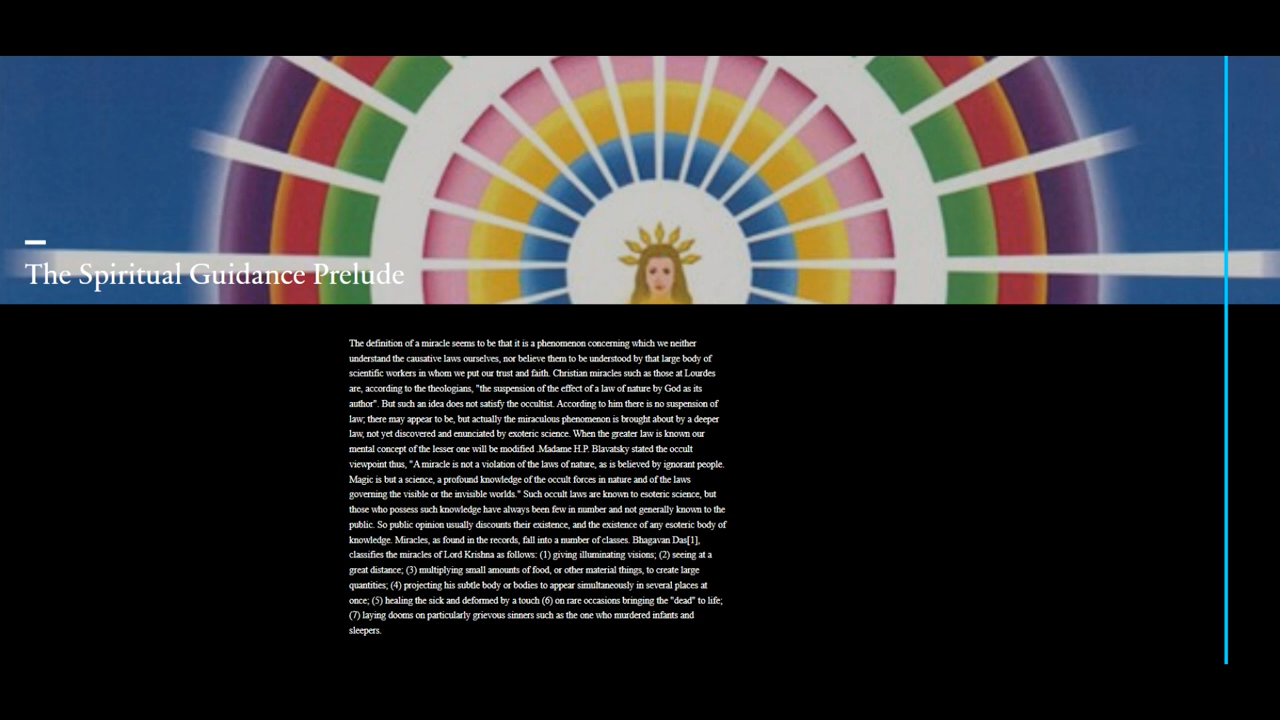 The Spiritual Guidance Prelude
The definition of a miracle seems to be that it is a phenomenon concerning which we neither
understand the causative laws ourselves, nor believe them to be understood by that large body of
scientific workers in whom we put our trust and faith. Christian miracles such as those at Lourdes
are, according to the theologians, "the suspension of the effect of a law of nature by God as its
author". But such an idea does not satisfy the occultist. According to him there is no suspension of
law; there may appear to be, but actually the miraculous phenomenon is brought about by a deeper
law, not yet discovered and enunciated by exoteric science. When the greater law is known our
mental concept of the lesser one will be modified .Madame H.P. Blavatsky stated the occult
viewpoint thus, "A miracle is not a violation of the laws of nature, as is believed by ignorant people.
Magic is but a science, a profound knowledge of the occult forces in nature and of the laws
governing the visible or the invisible worlds." Such occult laws are known to esoteric science, but
those who possess such knowledge have always been few in number and not generally known to the
public. So public opinion usually discounts their existence, and the existence of any esoteric body of
knowledge. Miracles, as found in the records, fall into a number of classes. Bhagavan Das[1],
classifies the miracles of Lord Krishna as follows: (1) giving illuminating visions; (2) seeing at a
great distance; (3) multiplying small amounts of food, or other material things, to create large
quantities; (4) projecting his subtle body or bodies to appear simultaneously in several places at
once; (5) healing the sick and deformed by a touch (6) on rare occasions bringing the "dead" to life;
(7) laying dooms on particularly grievous sinners such as the one who murdered infants and
sleepers.